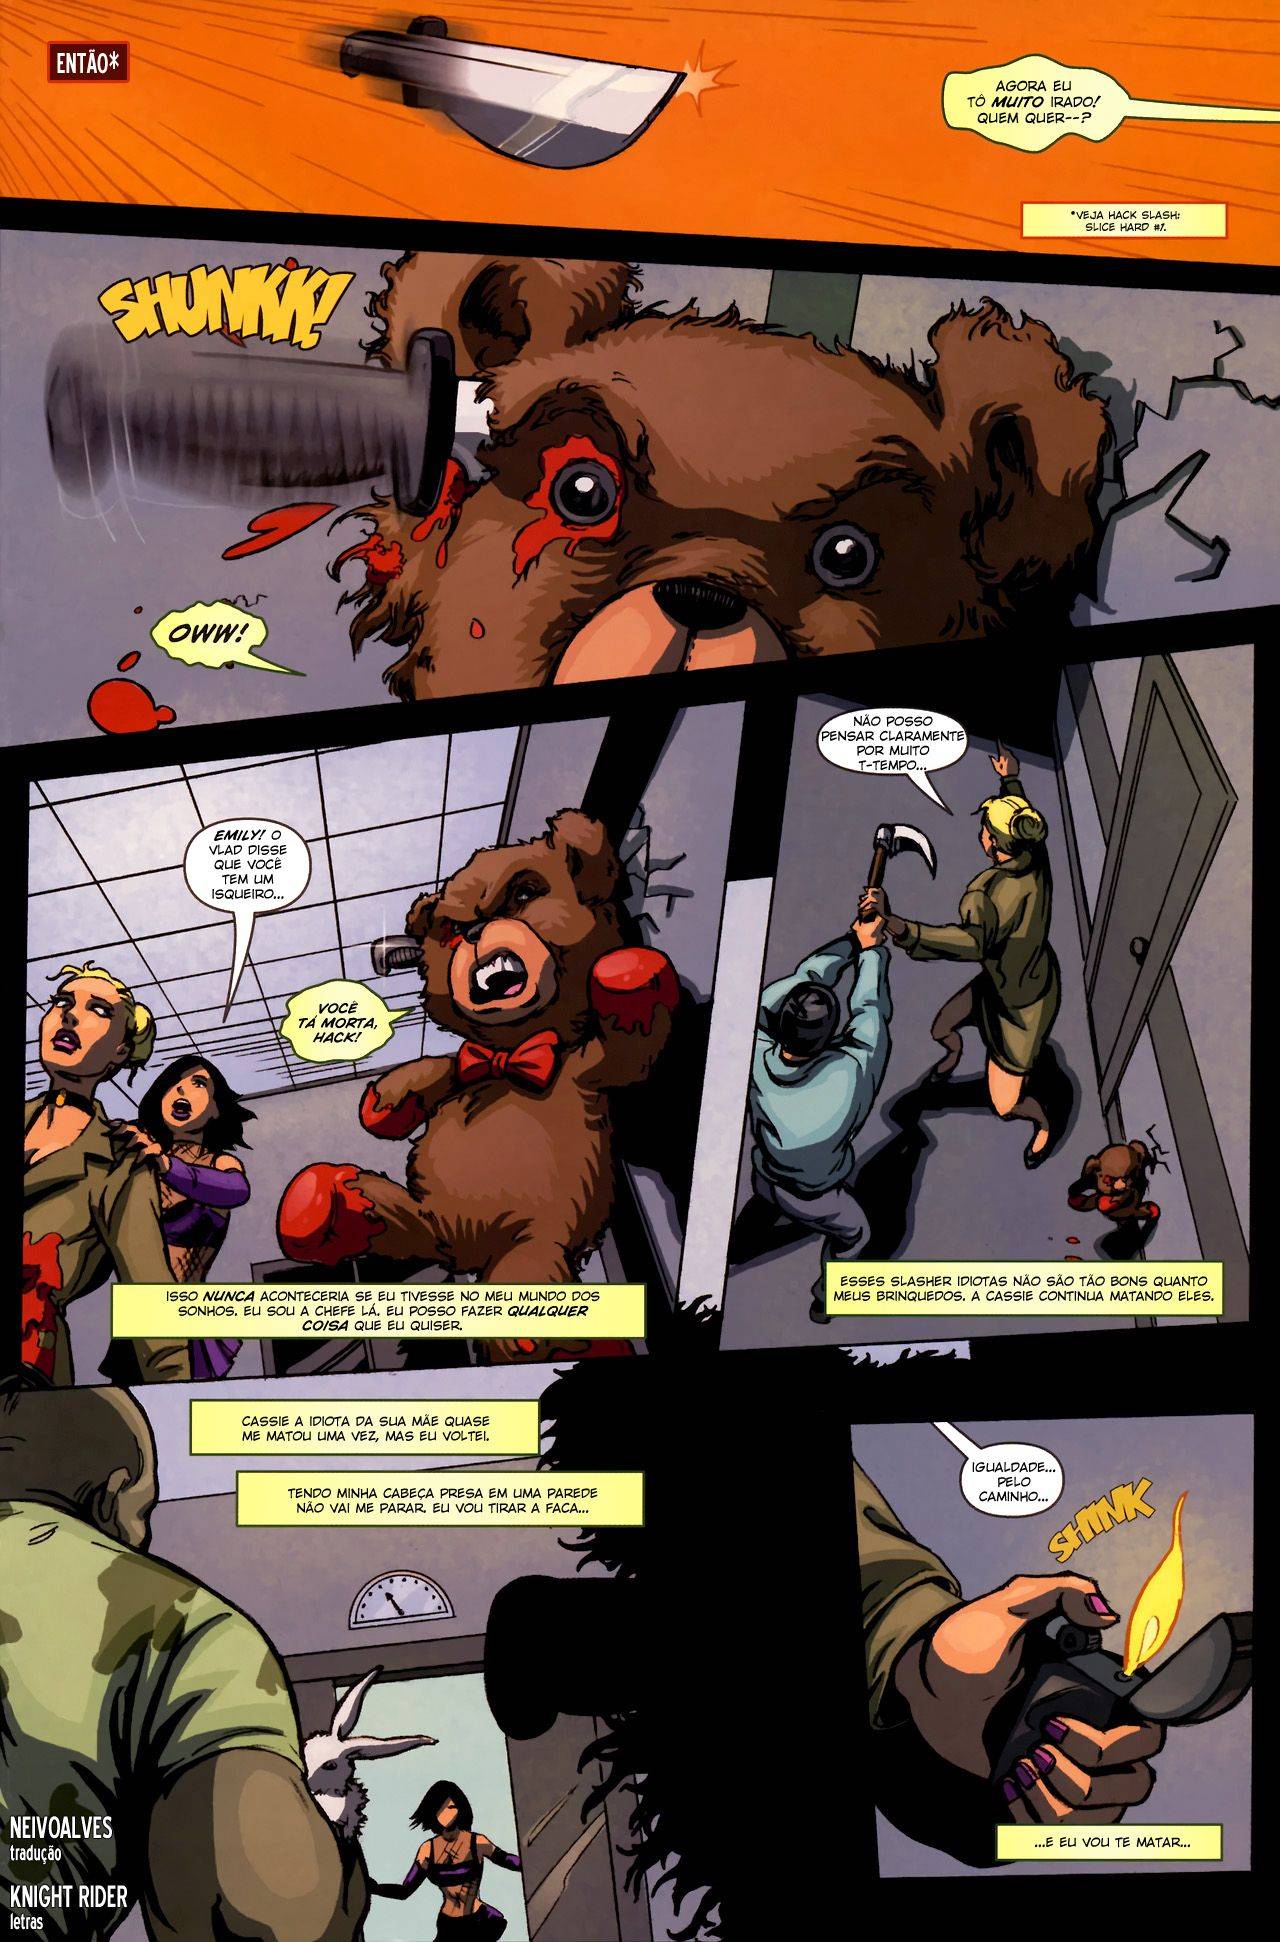 ENTÃO*
AGORA EU
TÔ MUITO IRADO!
QUEM QUER--?
*VEJA HACK SLASH:
SLICE HARD #1.
SHUNKK!
OWW!
EMILY! O
VLAD DISSE
QUE VOCÊ
TEM UM
ISQUEIRO...
VOCÊ
TÁ MORTA,
HACK!
ISSO NUNCA ACONTECERIA SE EU TIVESSE NO MEU MUNDO DOS
SONHOS. EU SOU A CHEFE LÁ. EU POSSO FAZER QUALQUER
COISA QUE EU QUISER.
NÃO POSSO
PENSAR CLARAMENTE
POR MUITO
T-TEMPO...
ESSES SLASHER IDIOTAS NÃO SÃO TÃO BONS QUANTO
MEUS BRINQUEDOS. A CASSIE CONTINUA MATANDO ELES.
CASSIE A IDIOTA DA SUA MÃE QUASE
ME MATOU UMA VEZ, MAS EU VOLTEI.
TENDO MINHA CABEÇA PRESA EM UMA PAREDE
NÃO VAI ME PARAR. EU VOU TIRAR A FACA...
IGUALDADE...
PELO
CAMINHO...
SHINK
...E EU VOU TE MATAR...
NEIVOALVES
tradução
KNIGHT RIDER
letras